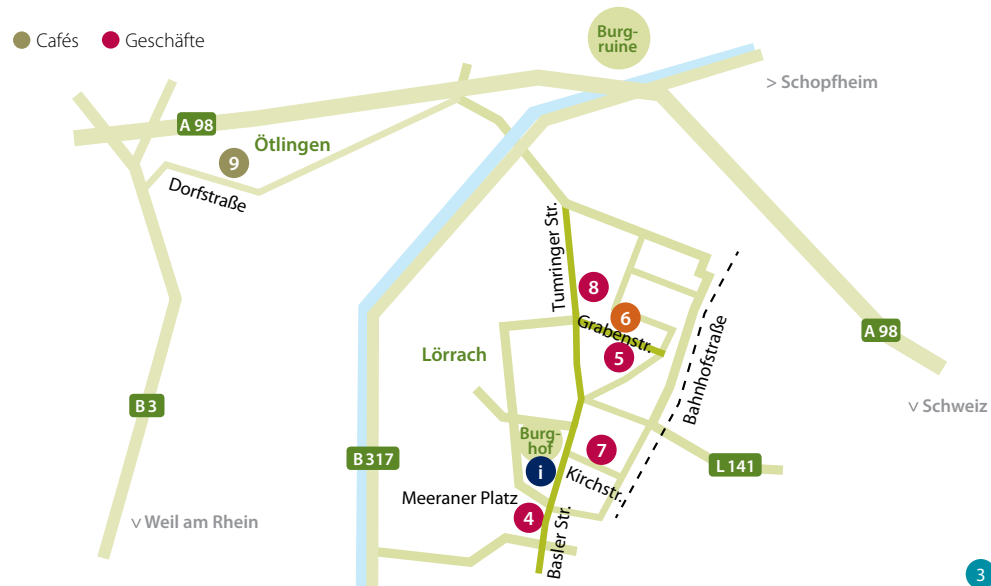 Cafés Geschäfte
Burg-
ruine
> Schopfheim
A 98
Ötlingen
9
Dorfstraße
Tumringer Str.
8
6
Grabenstr.
5
A 98
Lörrach
Bahnhofstraße
B 3
v Schweiz
Burg-
hof
7
B 317
i
L 141
Kirchstr.
Meeraner Platz
4
v Weil am Rhein
Basler Str.
3